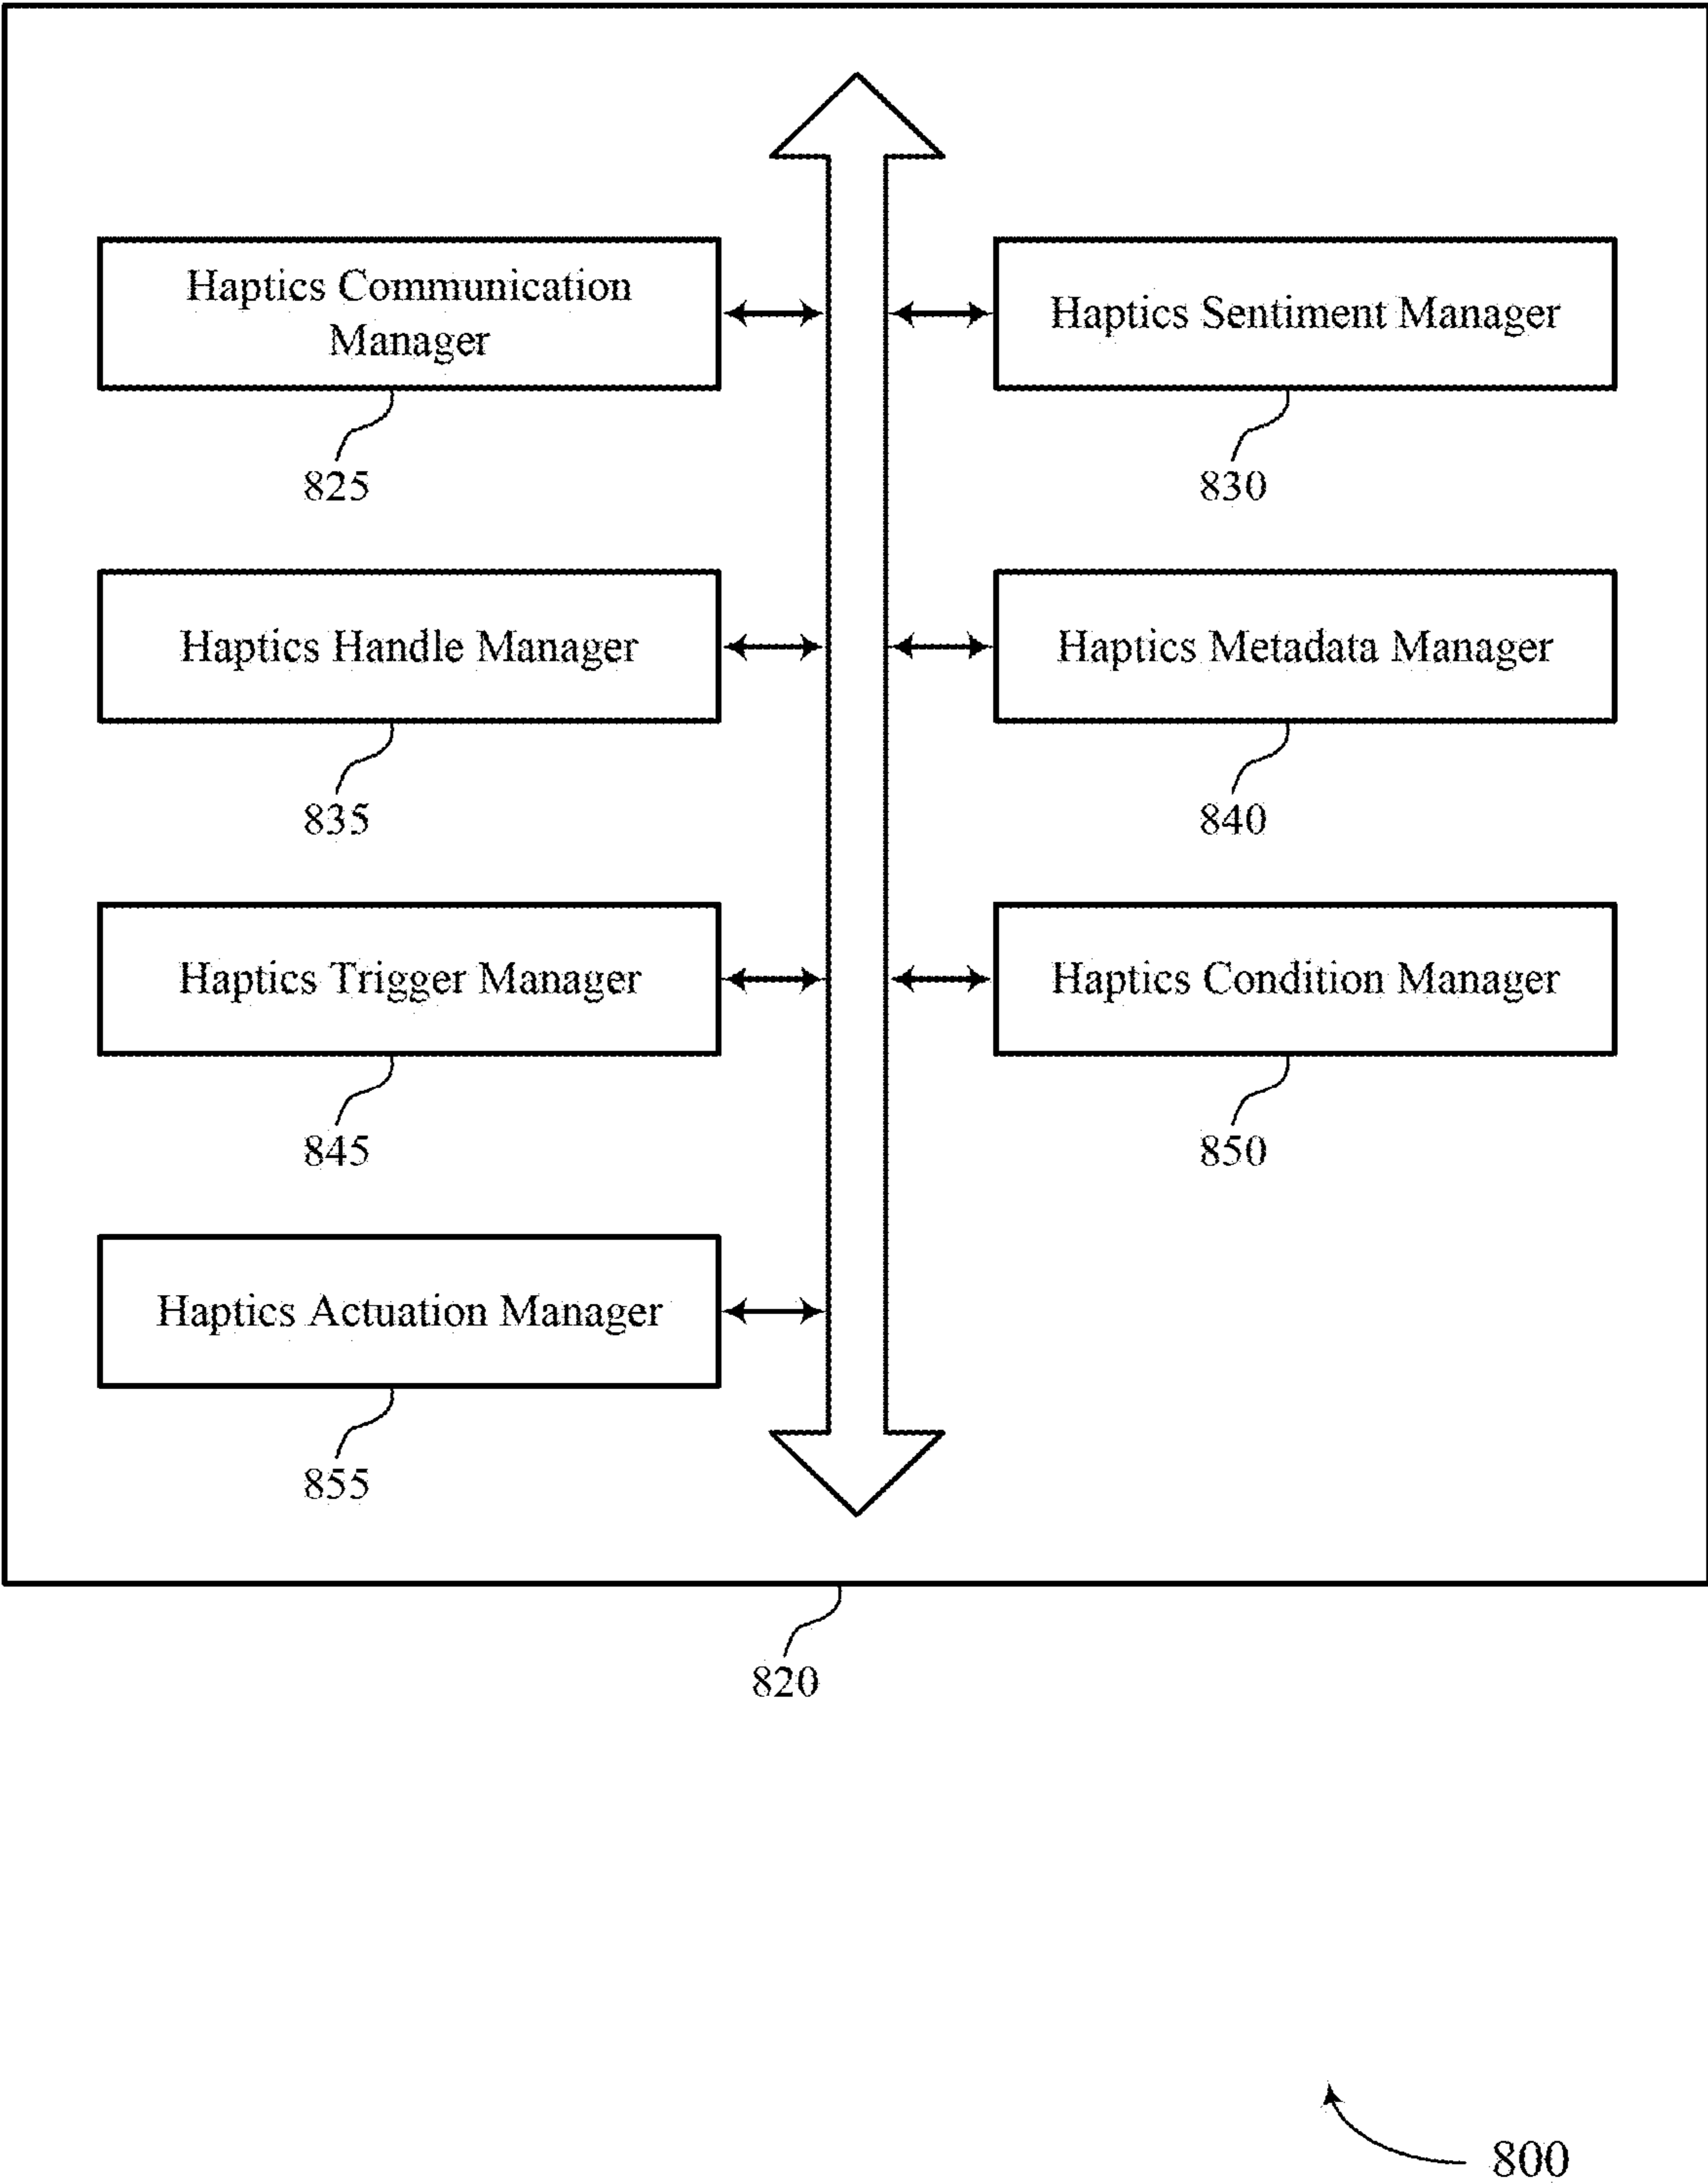 Haptics Communication
Manager
825
Haptics Sentiment Manager
830
Haptics Handle Manager
835
Haptics Metadata Manager
840
Haptics Trigger Manager
845
Haptics Condition Manager
850
Haptics Actuation Manager
855
820
800